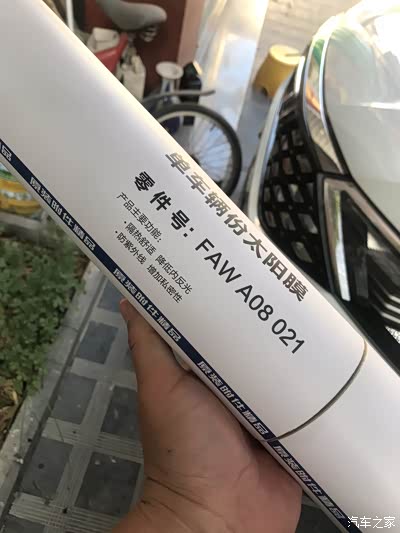 单车辆份太阳膜
零件号：FAW A08 021
产品主要功能：
·隔热舒适 降低内反光
·防紫外线 增加私密性
汽车之家